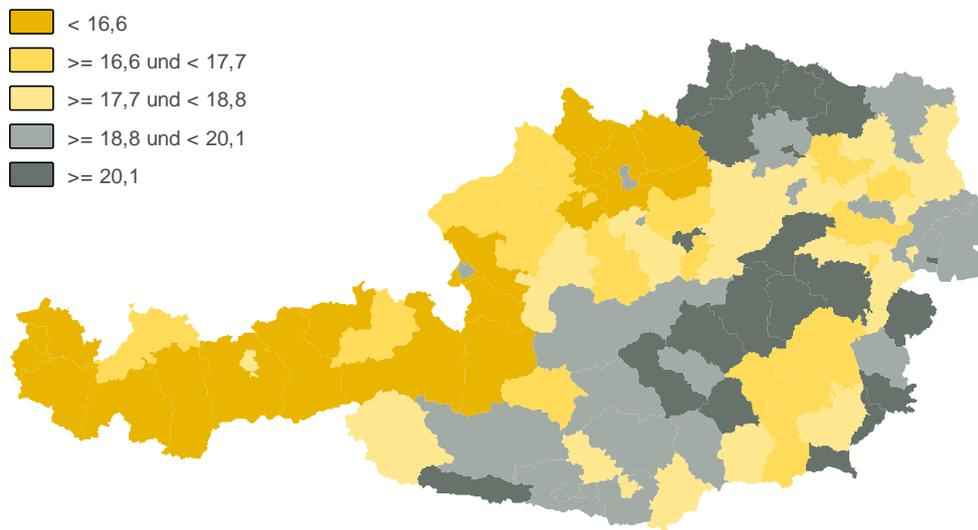 < 16,6
>= 16,6 und < 17,7
>= 17,7 und < 18,8
>= 18,8 und < 20,1
>= 20,1